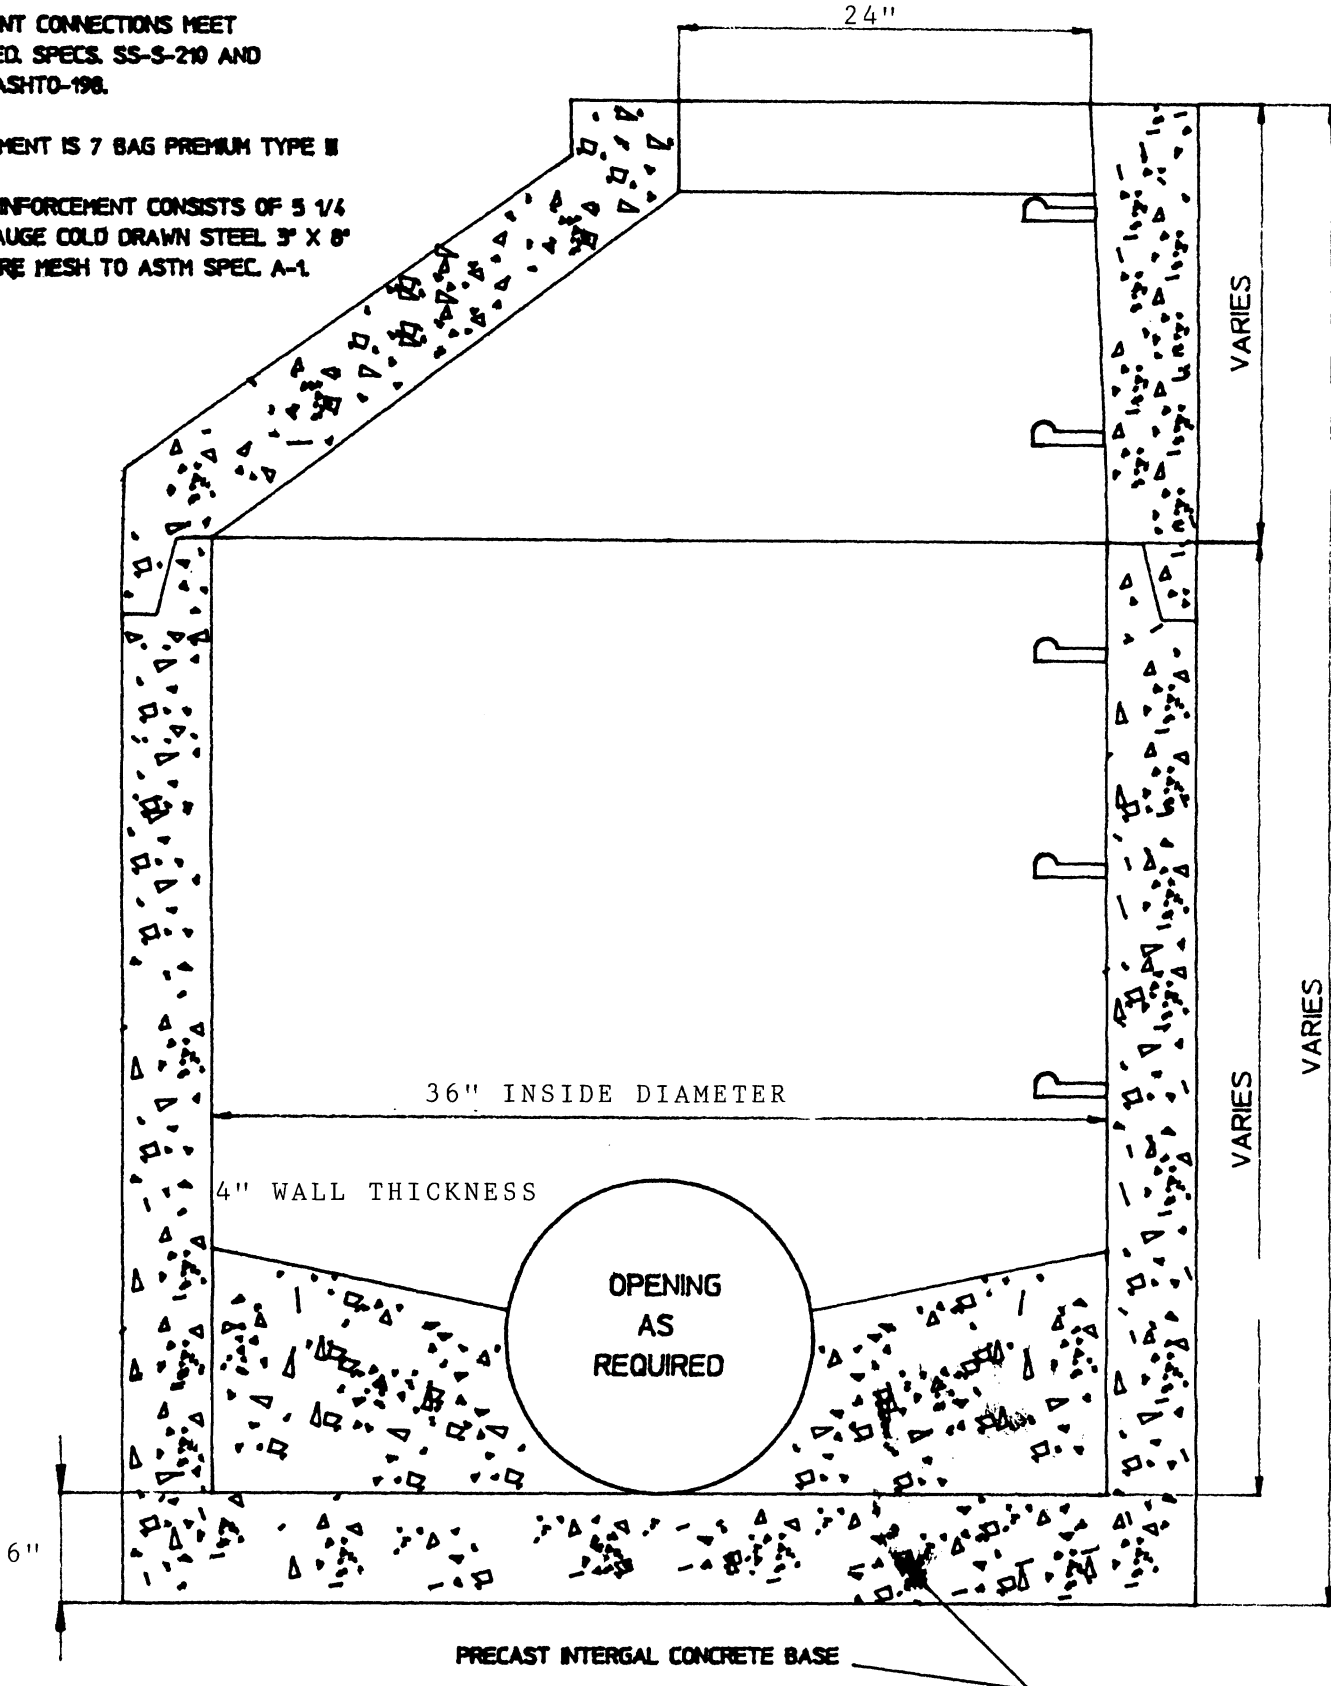 NT CONNECTIONS MEET
ED. SPECS. SS-S-210 AND
ASHTO-198.
MENT IS 7 BAG PREMIUM TYPE III
INFORCEMENT CONSISTS OF 5 1/4
AUGE COLD DRAWN STEEL 3" X 8"
RE MESH TO ASTM SPEC. A-1.
24"
VARIES
VARIES
VARIES
36" INSIDE DIAMETER
4" WALL THICKNESS
OPENING
AS
REQUIRED
6"
PRECAST INTERGAL CONCRETE BASE